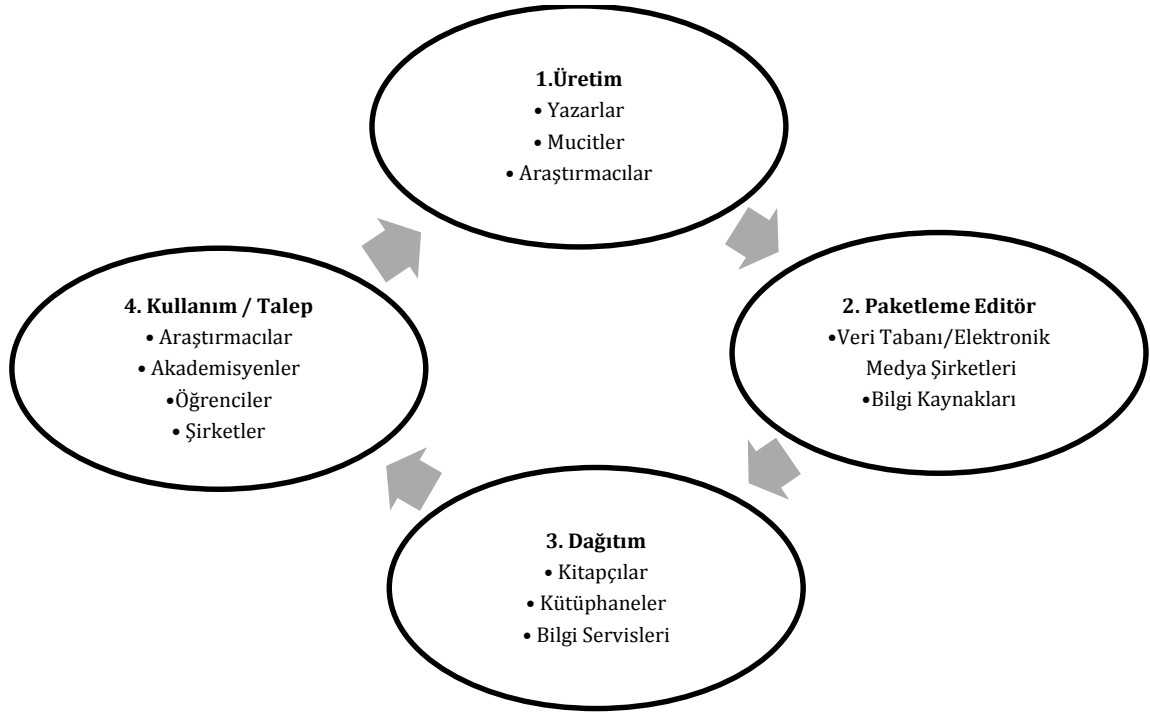 1.Üretim
• Yazarlar
• Mucitler
• Araştırmacılar
2. Paketleme Editör
•Veri Tabanı/Elektronik
Medya Şirketleri
•Bilgi Kaynakları
3. Dağıtım
• Kitapçılar
• Kütüphaneler
• Bilgi Servisleri
4. Kullanım / Talep
• Araştırmacılar
• Akademisyenler
•Öğrenciler
• Şirketler